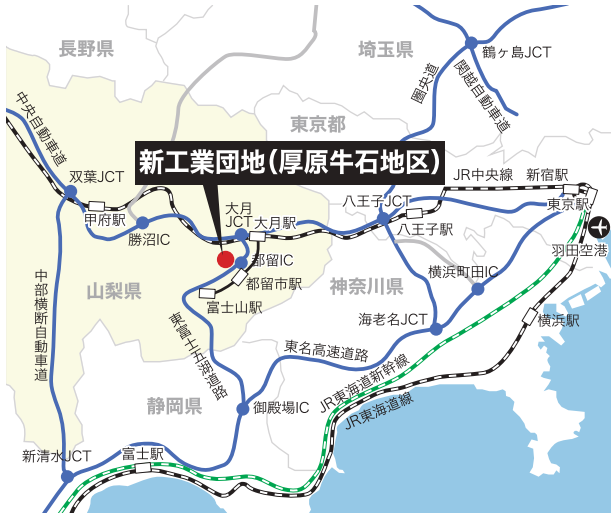 長野県
埼玉県
鶴ヶ島JCT
圏央道
関越自動車道
中央自動車道
東京都
新工業団地(厚原牛石地区)
双葉JCT
JR中央線
新宿駅
八王子JCT
東京駅
甲府駅
勝沼IC
大月
JCT
大月駅
八王子駅
羽田空港
都留IC
都留市駅
富士山駅
山梨県
神奈川県
横浜町田IC
中部横断自動車道
東富士五湖道路
海老名JCT
横浜駅
東名高速道路
JR東海道新幹線
JR東海道線
静岡県
御殿場IC
新清水JCT
富士駅